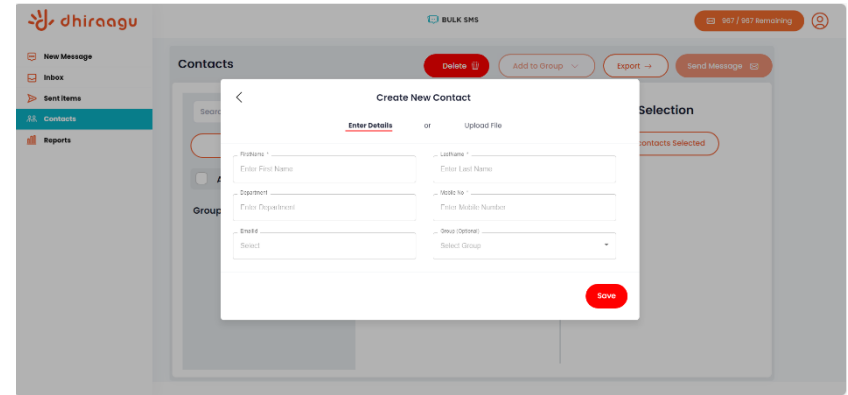 dhiraagu
BULK SMS
967 / 967 Remaining
New Message
Inbox
Sent Items
Contacts
Reports
Contacts
Delete
Add to Group
Export →
Send Message
Create New Contact
Enter Details or Upload File
FirstName *
Enter First Name
LastName *
Enter Last Name
Department
Enter Department
Mobile No *
Enter Mobile Number
EmailId
Select
Group (Optional)
Select Group
Save
Group
Selection
contacts Selected